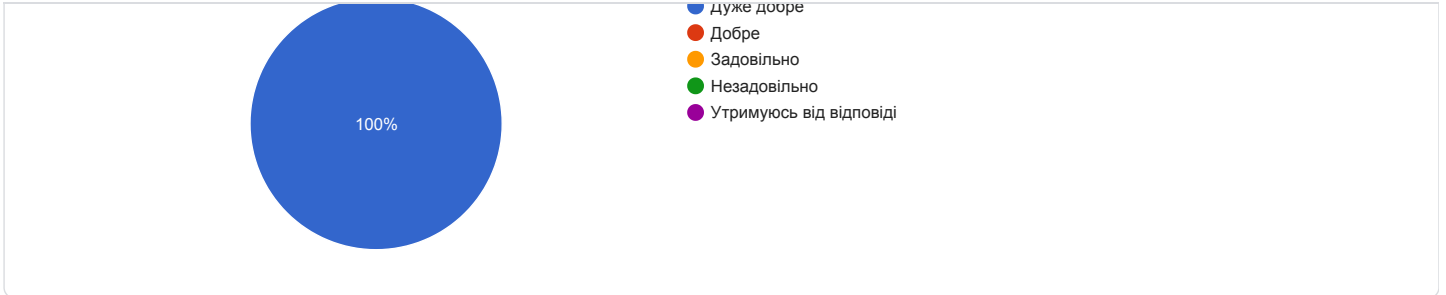 Дуже добре
Добре
Задовільно
Незадовільно
Утримуюсь від відповіді
100%